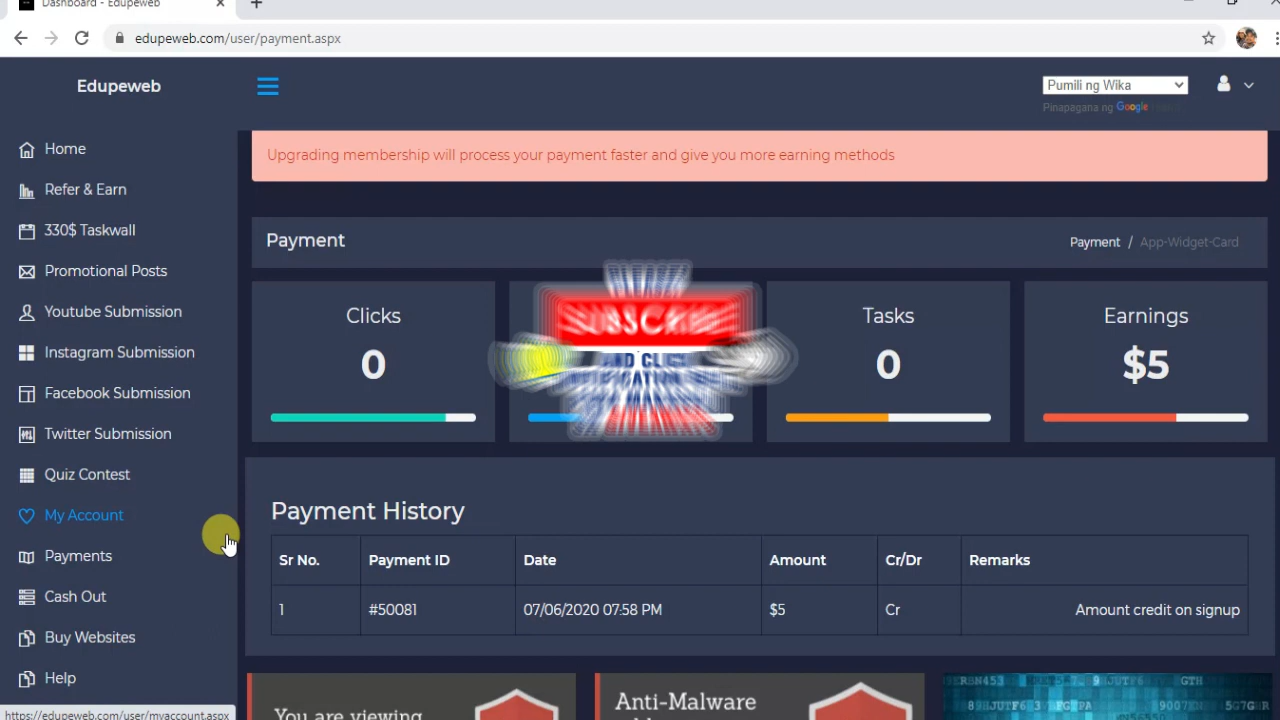 Dashboard - Edupeweb
edupeweb.com/user/payment.aspx
Edupeweb
Pumili ng Wika
Pinapagana ng Google
Home
Refer & Earn
330$ Taskwall
Promotional Posts
Youtube Submission
Instagram Submission
Facebook Submission
Twitter Submission
Quiz Contest
My Account
Payments
Cash Out
Buy Websites
Help
https://edupeweb.com/user/myaccount.aspx
Upgrading membership will process your payment faster and give you more earning methods
Payment
Payment / App-Widget-Card
Clicks
0
SUBSCRIBE
Tasks
0
Earnings
$5
Payment History
Sr No. Payment ID Date Amount Cr/Dr Remarks
1 #50081 07/06/2020 07:58 PM $5 Cr Amount credit on signup
You are viewing
Anti-Malware